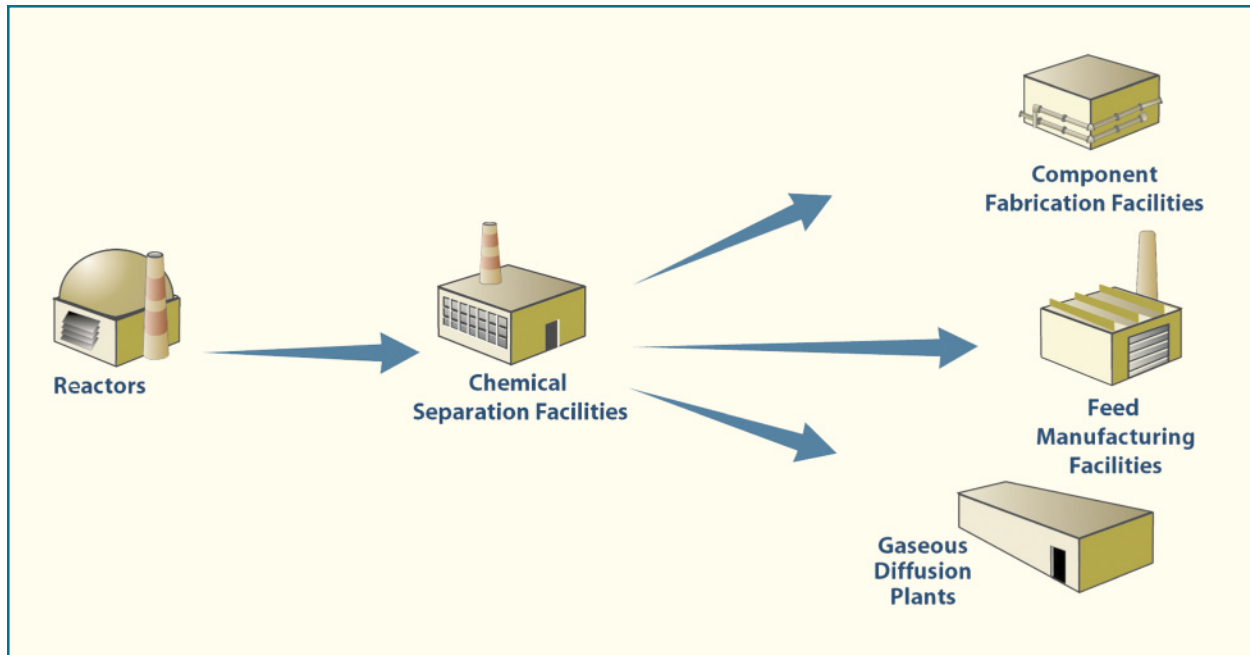 Reactors
Chemical
Separation Facilities
Component
Fabrication Facilities
Feed
Manufacturing
Facilities
Gaseous
Diffusion
Plants